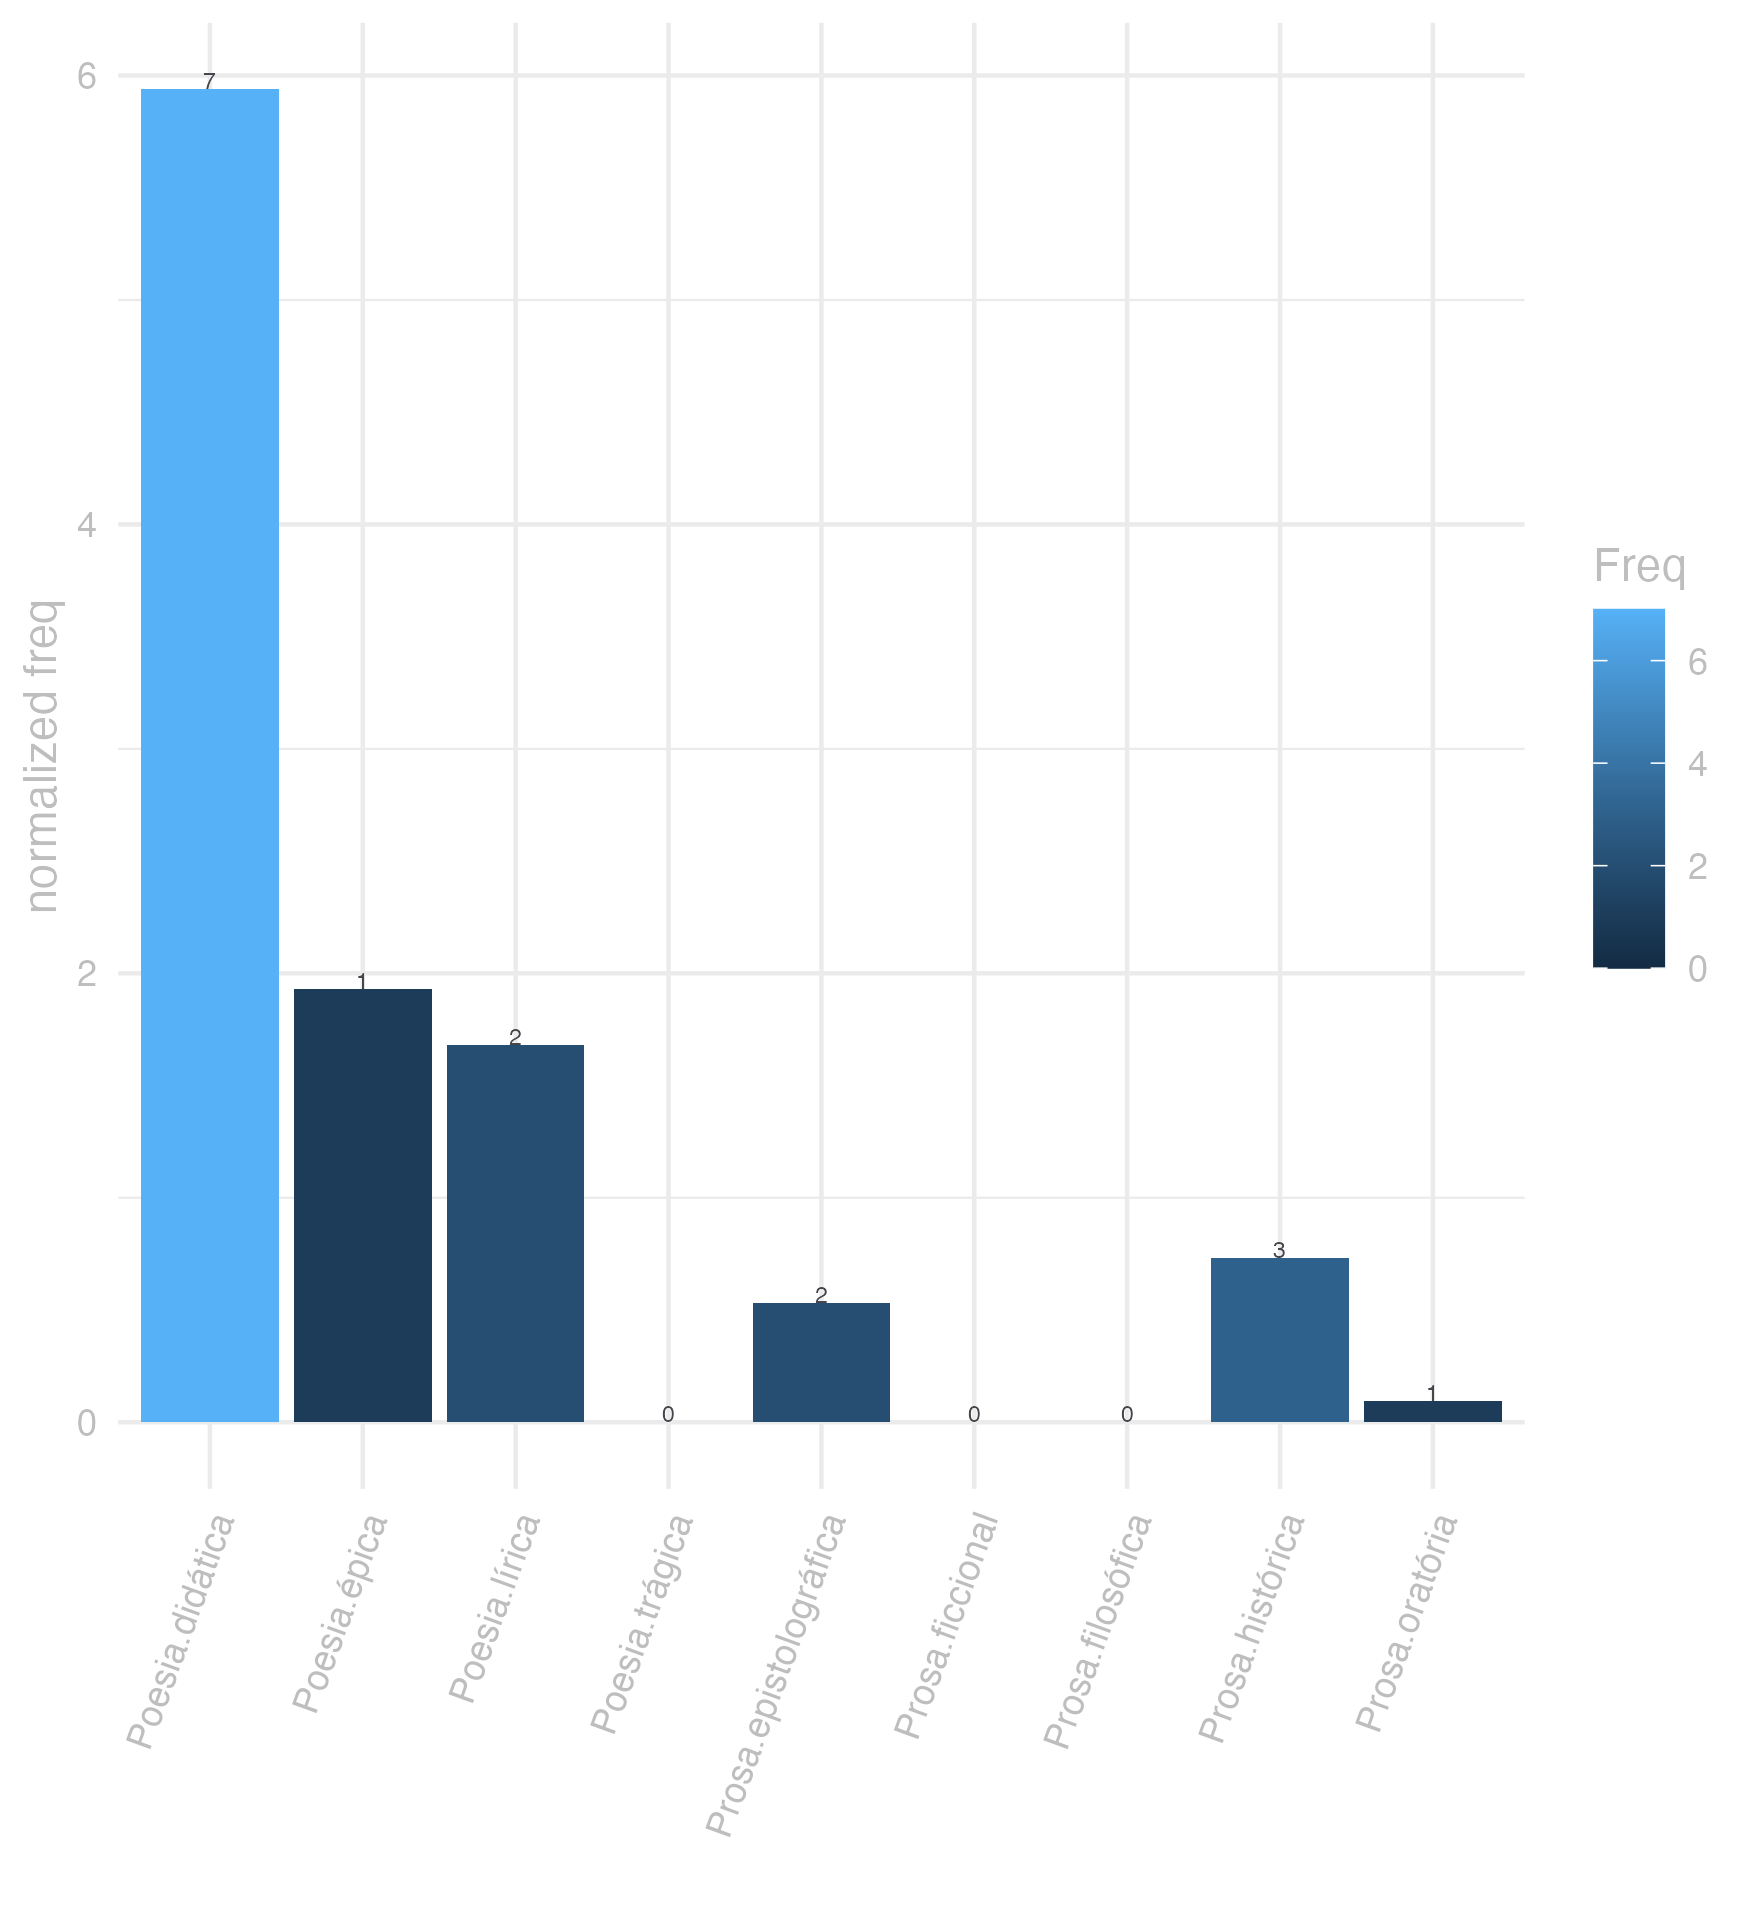 6
4
2
0
normalized freq
7
1
2
0
2
0
0
3
1
Poesia.didática
Poesia.épica
Poesia.lírica
Poesia.trágica
Prosa.epistolográfica
Prosa.ficcional
Prosa.filosófica
Prosa.histórica
Prosa.oratória
Freq
6
4
2
0